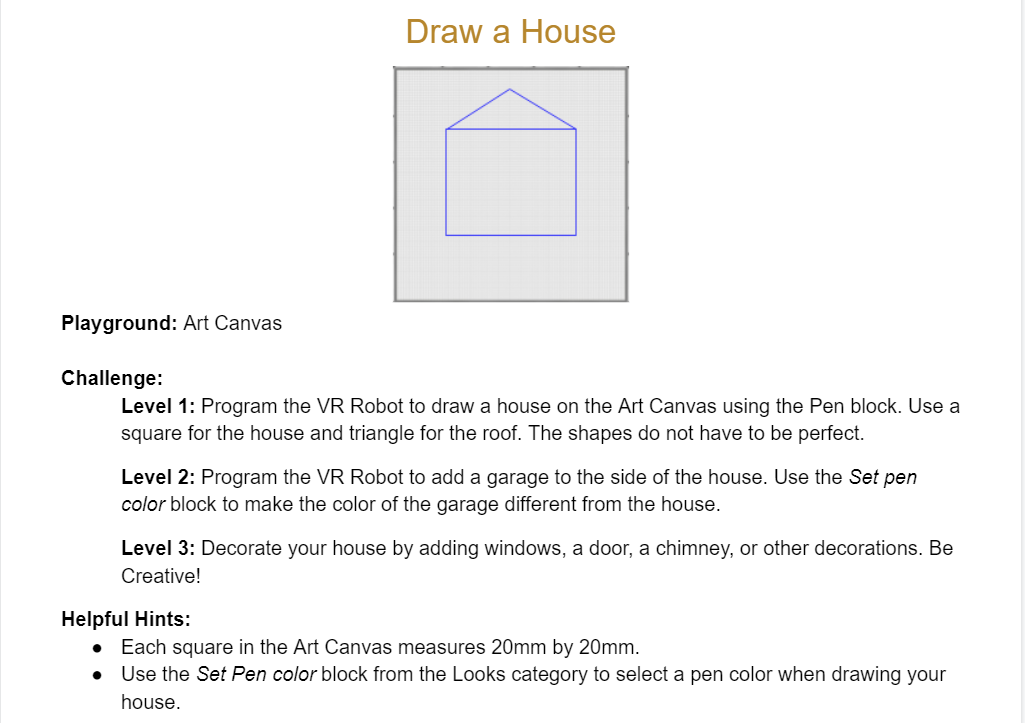 Draw a House
Playground: Art Canvas
Challenge:
Level 1: Program the VR Robot to draw a house on the Art Canvas using the Pen block. Use a
square for the house and triangle for the roof. The shapes do not have to be perfect.
Level 2: Program the VR Robot to add a garage to the side of the house. Use the Set pen
color block to make the color of the garage different from the house.
Level 3: Decorate your house by adding windows, a door, a chimney, or other decorations. Be
Creative!
Helpful Hints:
● Each square in the Art Canvas measures 20mm by 20mm.
● Use the Set Pen color block from the Looks category to select a pen color when drawing your
house.